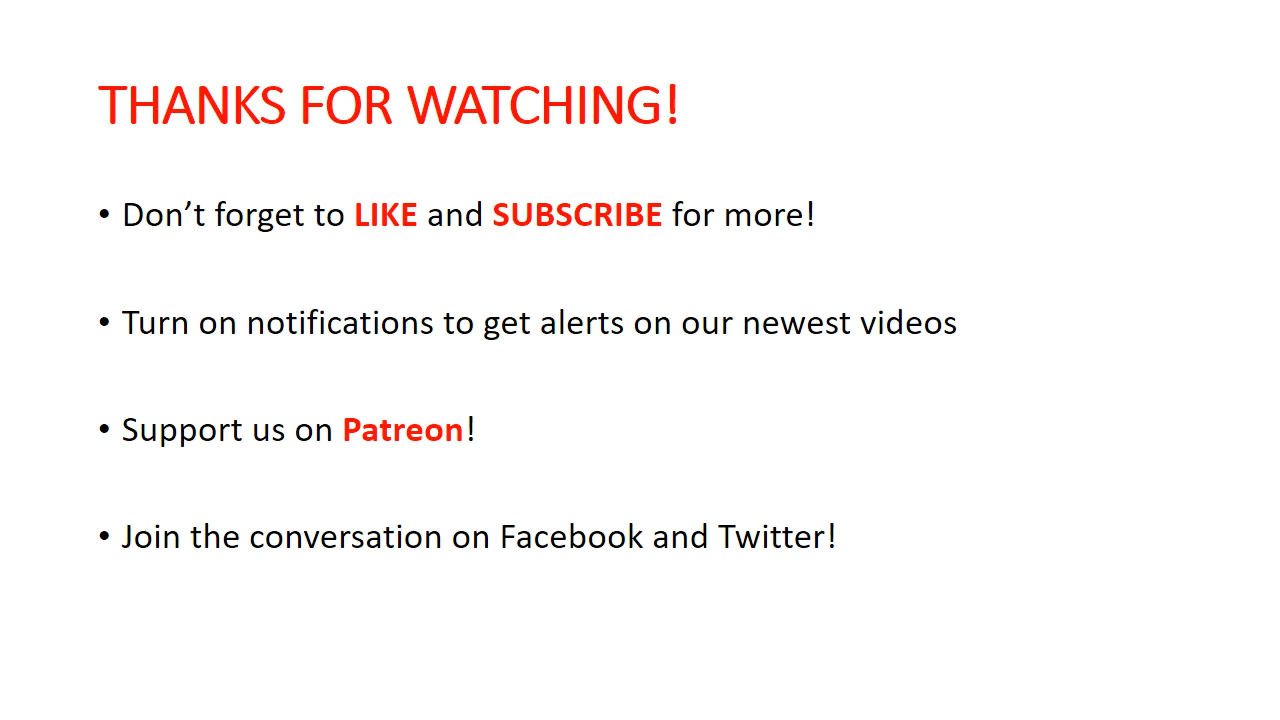 THANKS FOR WATCHING!
• Don’t forget to LIKE and SUBSCRIBE for more!
• Turn on notifications to get alerts on our newest videos
• Support us on Patreon!
• Join the conversation on Facebook and Twitter!